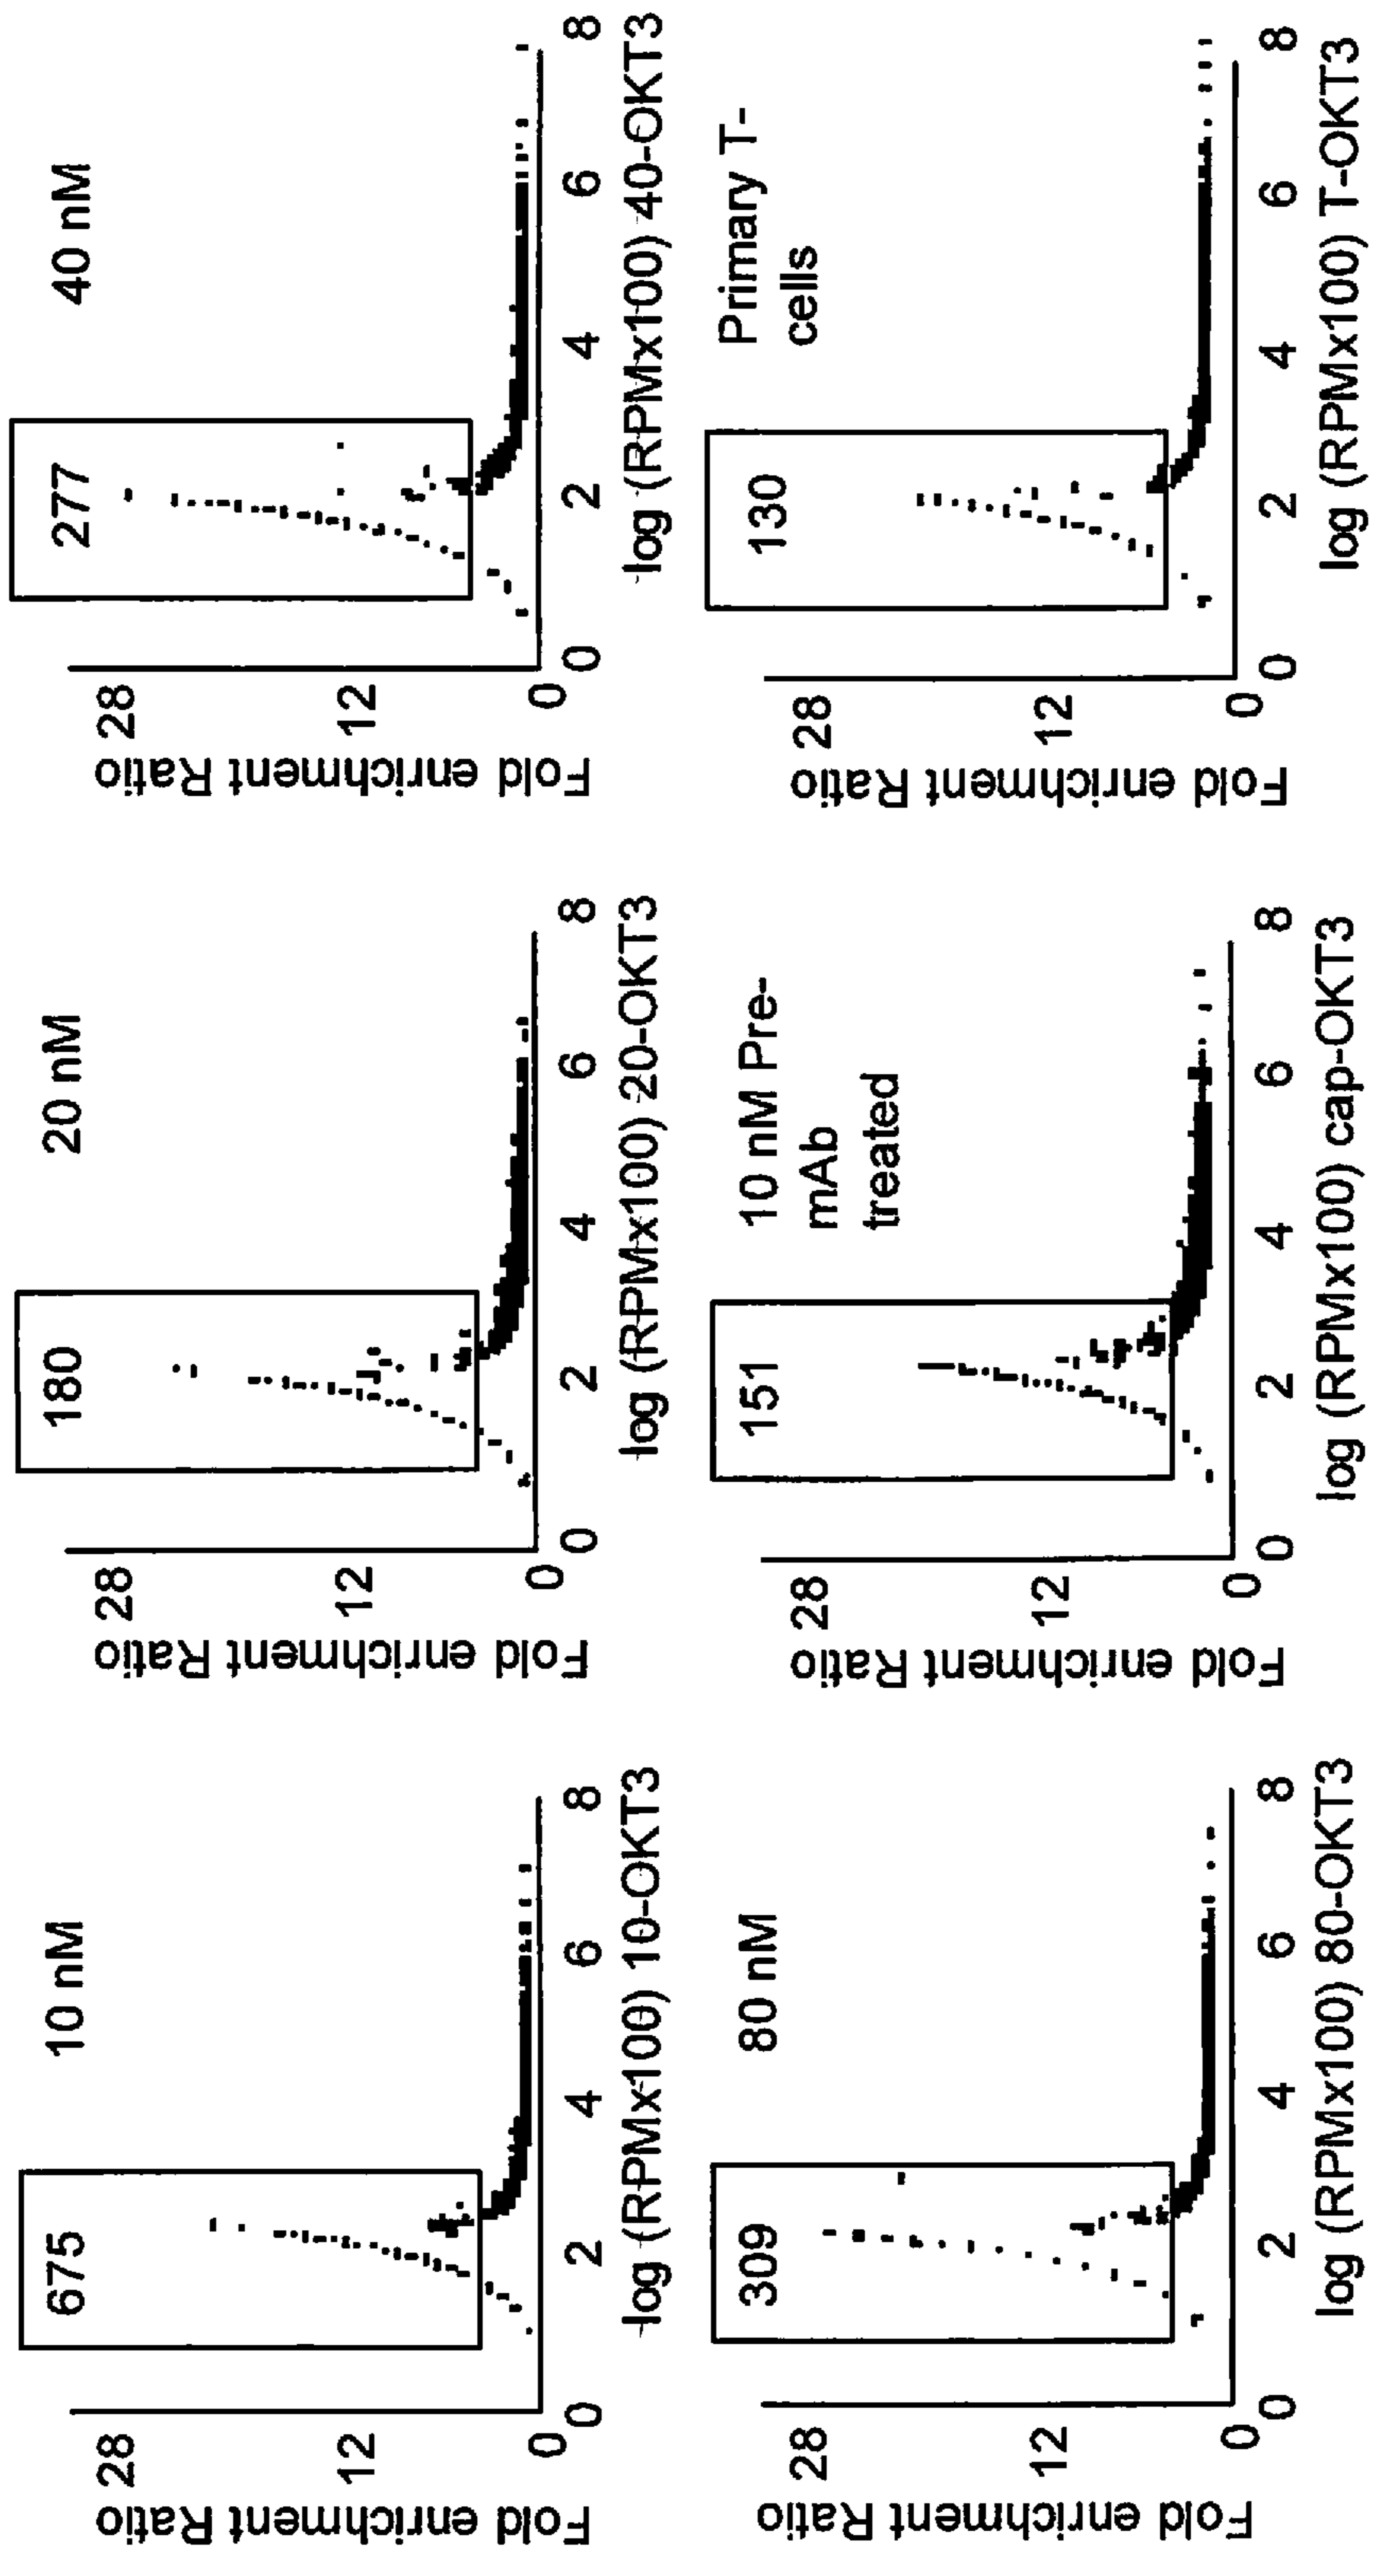 Fold enrichment Ratio
28
12
0
675
10 nM
0 2 4 6 8
log (RPMx100) 10-OKT3
Fold enrichment Ratio
28
12
0
180
20 nM
0 2 4 6 8
log (RPMx100) 20-OKT3
Fold enrichment Ratio
28
12
0
277
40 nM
0 2 4 6 8
log (RPMx100) 40-OKT3
Fold enrichment Ratio
28
12
0
309
80 nM
0 2 4 6 8
log (RPMx100) 80-OKT3
Fold enrichment Ratio
28
12
0
151
10 nM Pre-
mAb
treated
0 2 4 6 8
log (RPMx100) cap-OKT3
Fold enrichment Ratio
28
12
0
130
Primary T-
cells
0 2 4 6 8
log (RPMx100) T-OKT3